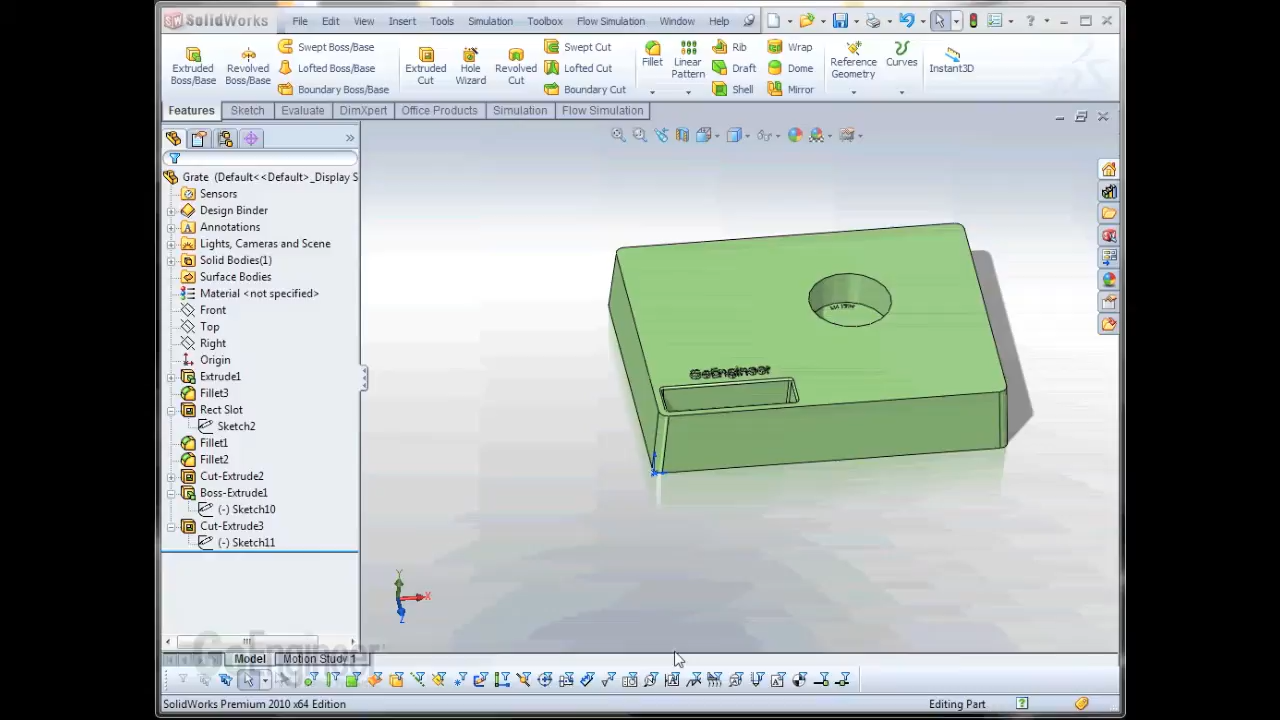 SolidWorks File Edit View Insert Tools Simulation Toolbox Flow Simulation Window Help
Extruded Boss/Base Revolved Boss/Base Swept Boss/Base Lofted Boss/Base Boundary Boss/Base Extruded Cut Hole Wizard Revolved Cut Swept Cut Lofted Cut Boundary Cut Fillet Linear Pattern Rib Draft Shell Wrap Dome Mirror Reference Geometry Curves Instant3D
Features Sketch Evaluate DimXpert Office Products Simulation Flow Simulation
Grate (Default<<Default>_Display S
Sensors
Design Binder
Annotations
Lights, Cameras and Scene
Solid Bodies(1)
Surface Bodies
Material <not specified>
Front
Top
Right
Origin
Extrude1
Fillet3
Rect Slot
Sketch2
Fillet1
Fillet2
Cut-Extrude2
Boss-Extrude1
(-) Sketch10
Cut-Extrude3
(-) Sketch11
GoEngineer
Y
X
Z
GoEngineer
Model Motion Study 1
SolidWorks Premium 2010 x64 Edition Editing Part